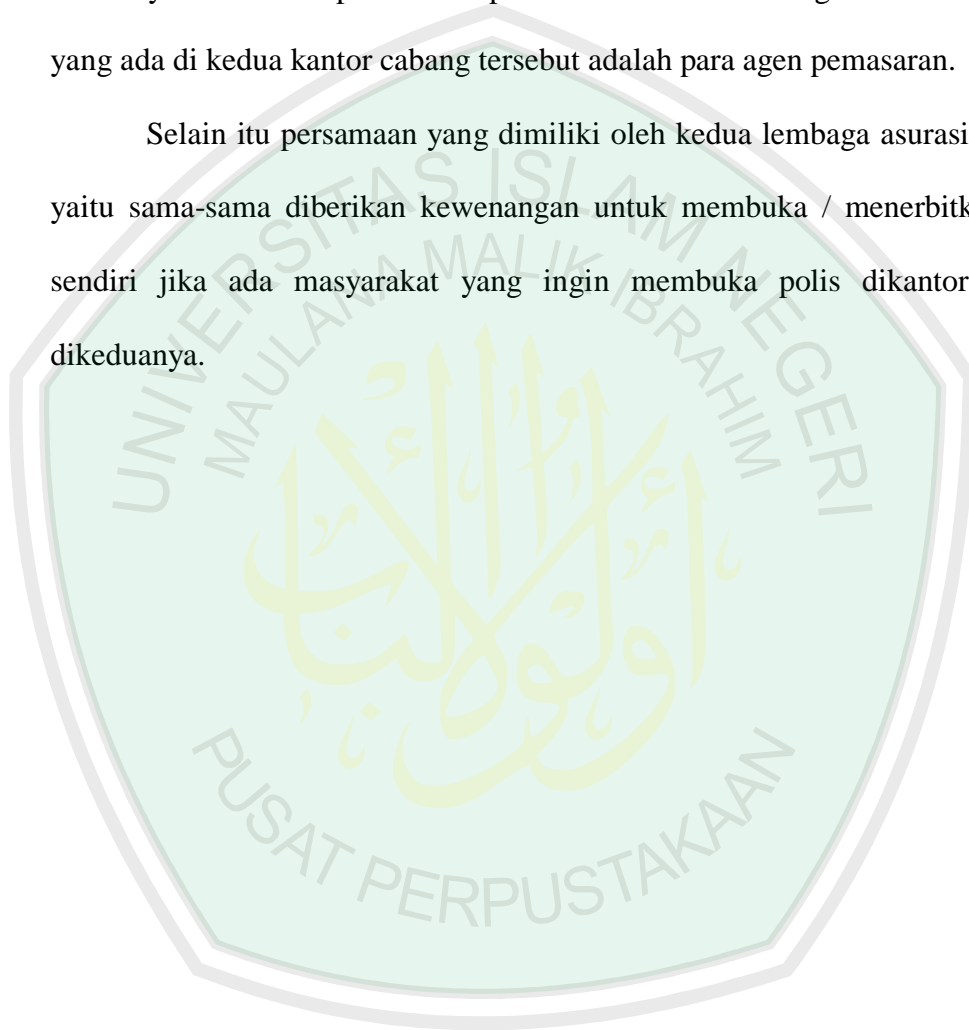 yang ada di kedua kantor cabang tersebut adalah para agen pemasaran.
Selain itu persamaan yang dimiliki oleh kedua lembaga asurasi
yaitu sama-sama diberikan kewenangan untuk membuka / menerbitk
sendiri jika ada masyarakat yang ingin membuka polis dikantor
dikeduanya.
UNIVERSITAS ISLAM NEGERI
MAULANA MALIK IBRAHIM
أولوا الألباب
PUSAT PERPUSTAKAAN